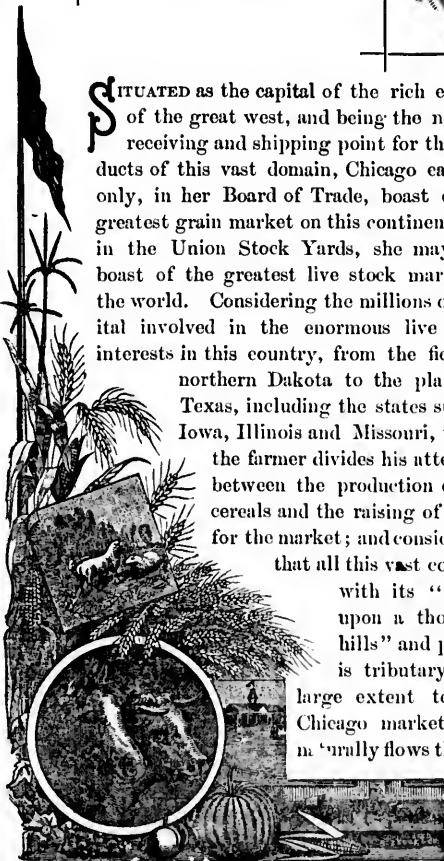 SITUATED as the capital of the rich e
of the great west, and being the n
receiving and shipping point for th
ducts of this vast domain, Chicago ca
only, in her Board of Trade, boast
greatest grain market on this continen
in the Union Stock Yards, she may
boast of the greatest live stock mar
the world. Considering the millions o
ital involved in the enormous live
interests in this country, from the fie
northern Dakota to the pla
Texas, including the states su
Iowa, Illinois and Missouri,
the farmer divides his atte
between the production o
cereals and the raising of
for the market; and consid
that all this vast co
with its "
upon a tho
hills" and p
is tributary
large extent to
Chicago market
urally flows t